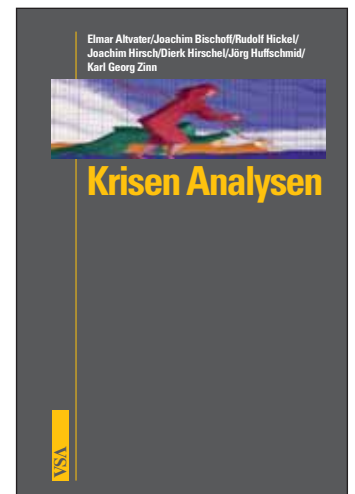 Elmar Altvater/Joachim Bischoff/Rudolf Hickel/
Joachim Hirsch/Dierk Hirschel/Jörg Huffschmid/
Karl Georg Zinn
Krisen Analysen
VSA